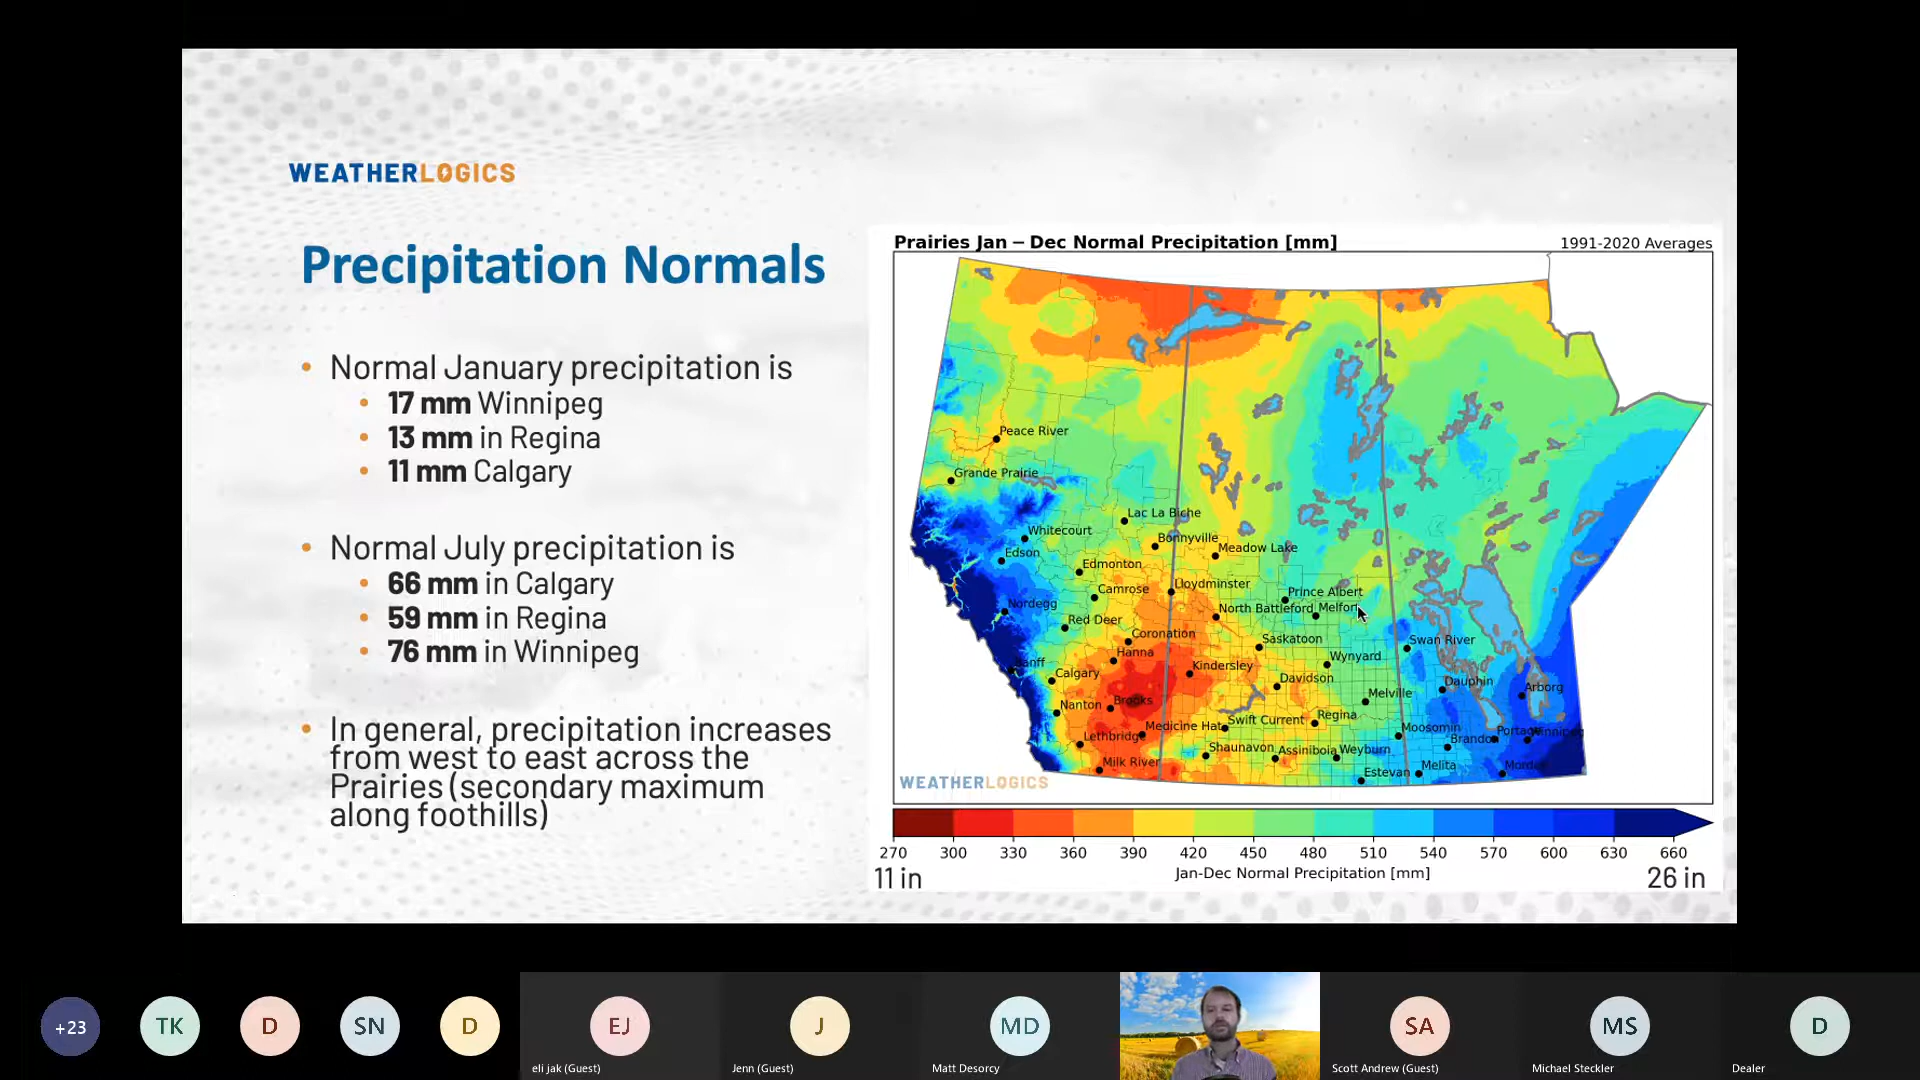 WEATHERLOGICS
Precipitation Normals
• Normal January precipitation is
• 17 mm Winnipeg
• 13 mm in Regina
• 11 mm Calgary
• Normal July precipitation is
• 66 mm in Calgary
• 59 mm in Regina
• 76 mm in Winnipeg
• In general, precipitation increases
from west to east across the
Prairies (secondary maximum
along foothills)
Prairies Jan – Dec Normal Precipitation [mm]
1991-2020 Averages
Peace River
Grande Prairie
Lac La Biche
Whitecourt
Bonnyville
Meadow Lake
Edson
Edmonton
Lloydminster
Camrose
Prince Albert
Nordegg
North Battleford
Melfort
Red Deer
Coronation
Saskatoon
Swan River
Hanna
Wynyard
Banff
Kindersley
Calgary
Davidson
Dauphin
Arborg
Melville
Nanton
Brooks
Regina
Swift Current
Medicine Hat
Moosomin
Portage
Winnipeg
Lethbridge
Brandon
Shaunavon
Assiniboia
Weyburn
Milk River
Melita
Morden
Estevan
WEATHERLOGICS
270 300 330 360 390 420 450 480 510 540 570 600 630 660
Jan-Dec Normal Precipitation [mm]
11 in
26 in
+23
TK
D
SN
D
EJ
J
MD
SA
MS
D
eli jak (Guest)
Jenn (Guest)
Matt Desorcy
Scott Andrew (Guest)
Michael Steckler
Dealer